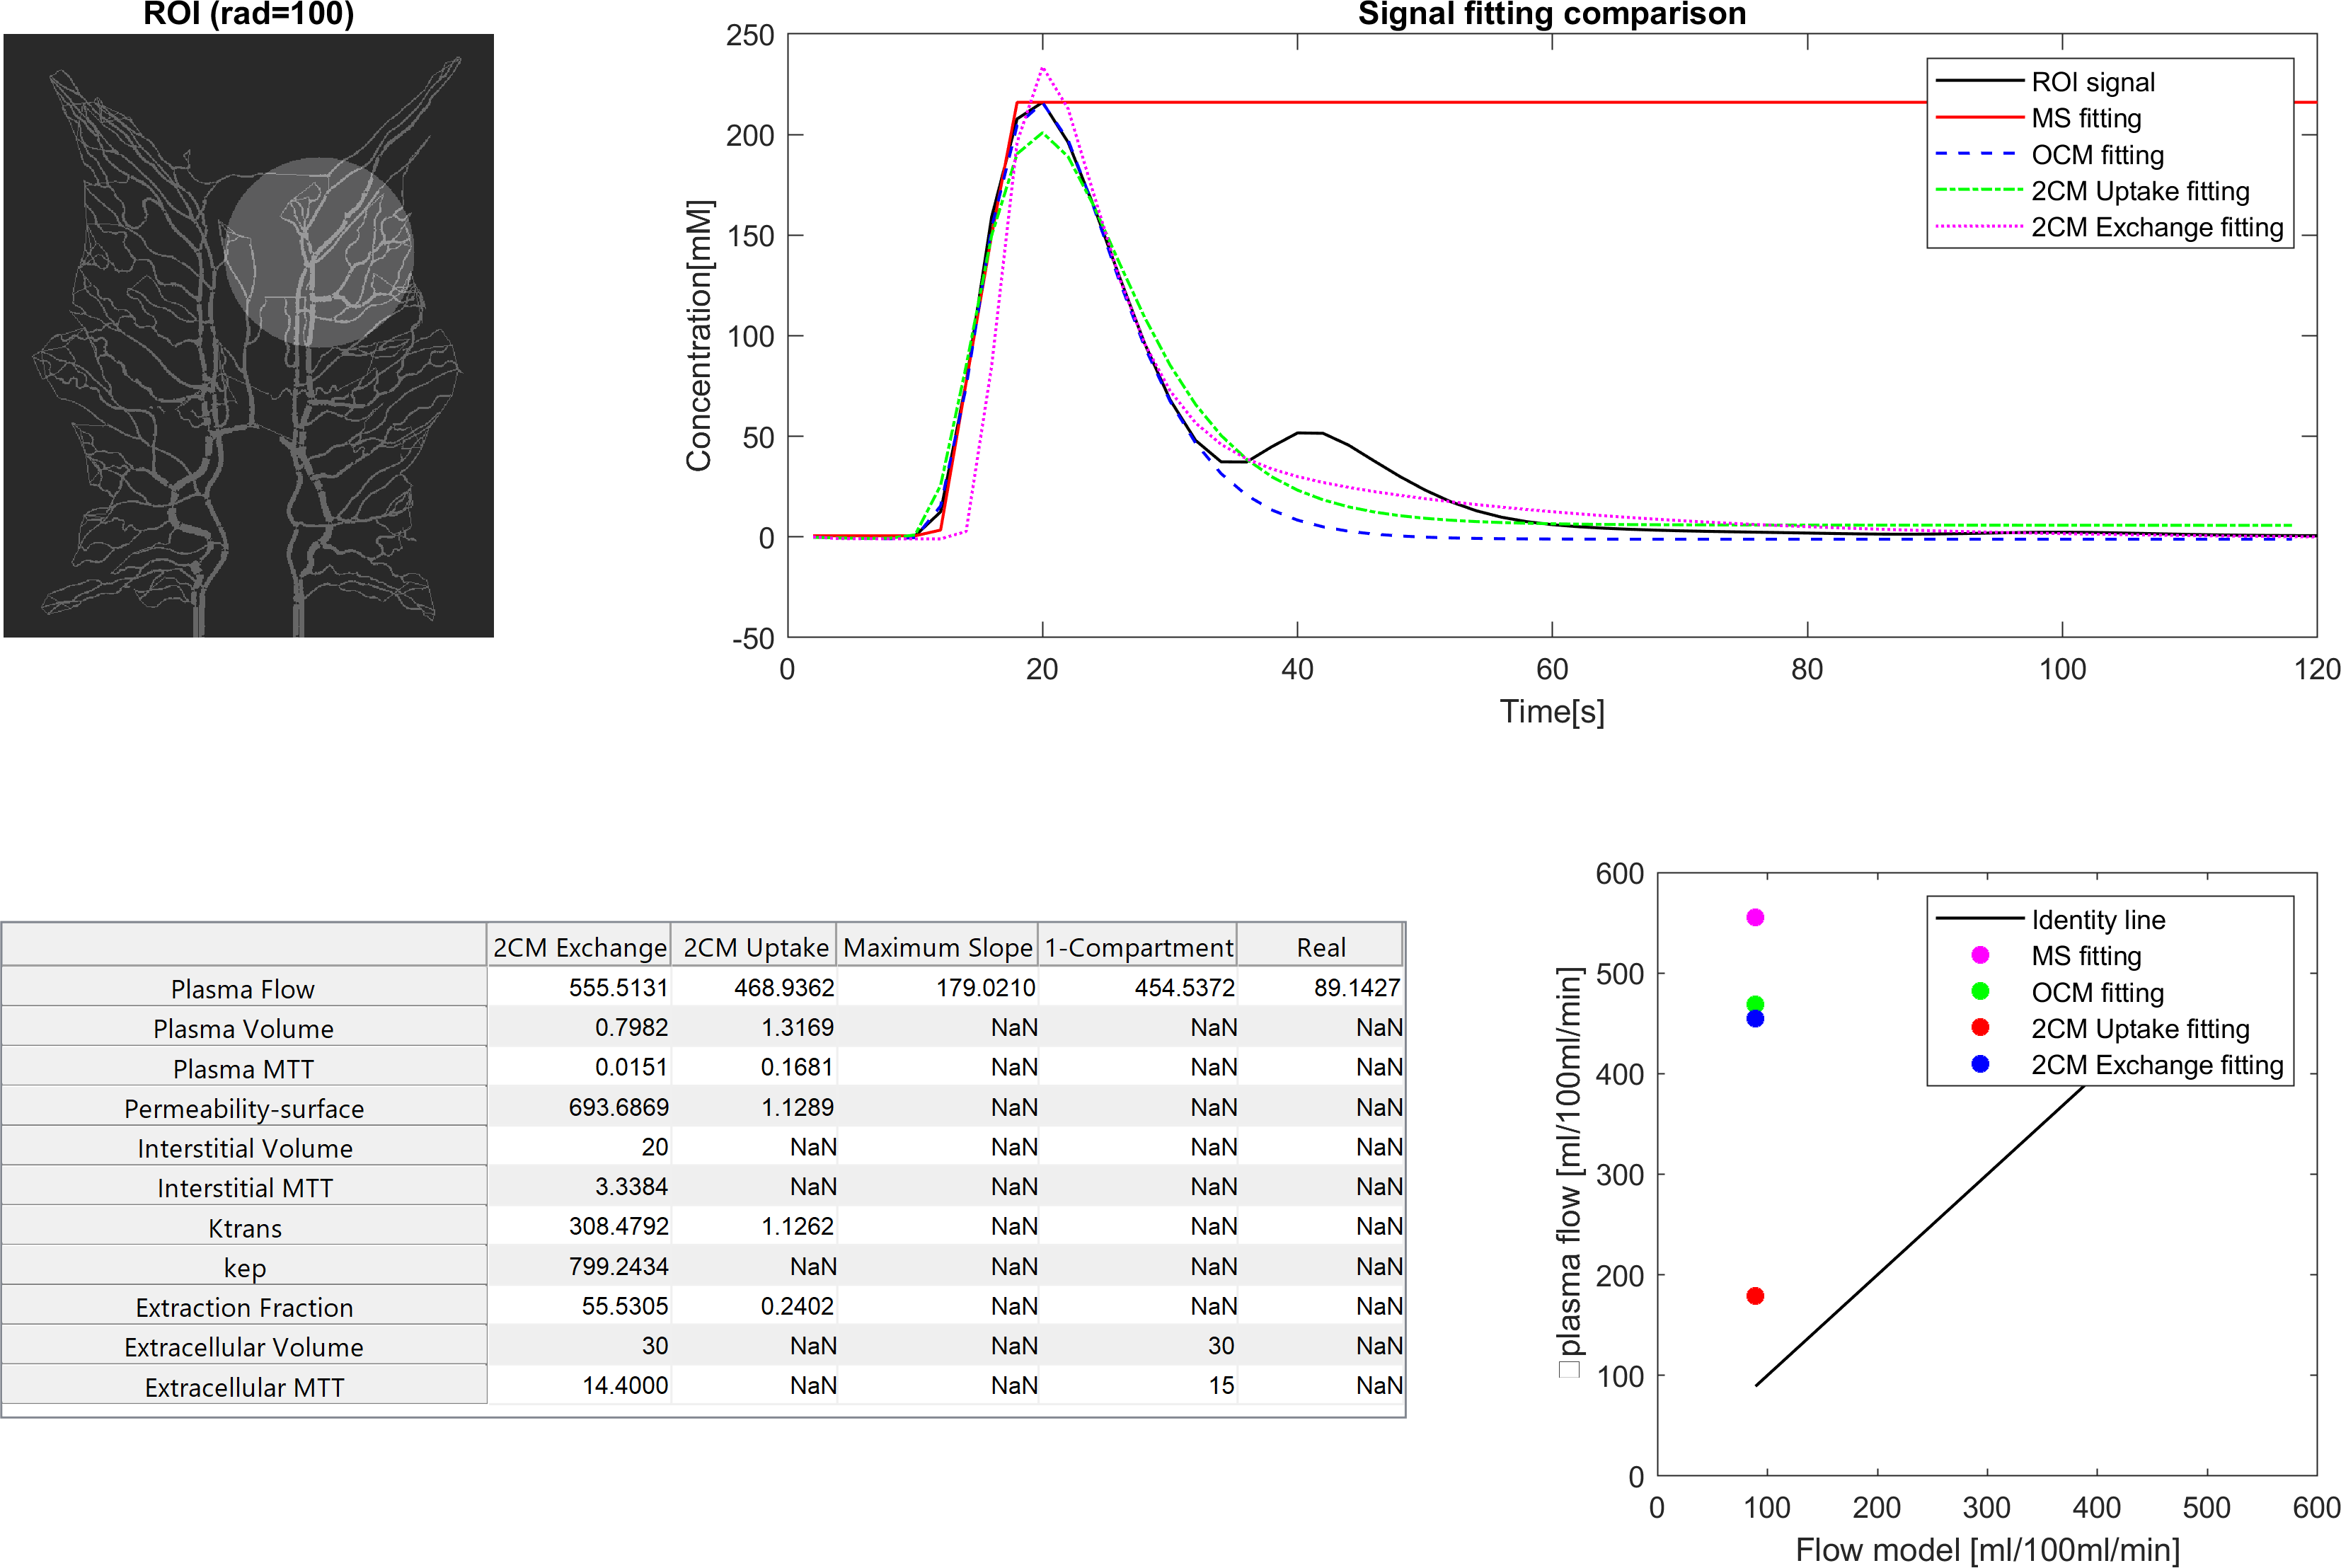 ROI (rad=100)
Signal fitting comparison
250
200
150
100
50
0
-50
Concentration[mM]
0 20 40 60 80 100 120
Time[s]
ROI signal
MS fitting
OCM fitting
2CM Uptake fitting
2CM Exchange fitting
2CM Exchange 2CM Uptake Maximum Slope 1-Compartment Real
Plasma Flow 555.5131 468.9362 179.0210 454.5372 89.1427
Plasma Volume 0.7982 1.3169 NaN NaN NaN
Plasma MTT 0.0151 0.1681 NaN NaN NaN
Permeability-surface 693.6869 1.1289 NaN NaN NaN
Interstitial Volume 20 NaN NaN NaN NaN
Interstitial MTT 3.3384 NaN NaN NaN NaN
Ktrans 308.4792 1.1262 NaN NaN NaN
kep 799.2434 NaN NaN NaN NaN
Extraction Fraction 55.5305 0.2402 NaN NaN NaN
Extracellular Volume 30 NaN NaN 30 NaN
Extracellular MTT 14.4000 NaN NaN 15 NaN
600
500
400
300
200
100
0
□plasma flow [ml/100ml/min]
0 100 200 300 400 500 600
Flow model [ml/100ml/min]
Identity line
MS fitting
OCM fitting
2CM Uptake fitting
2CM Exchange fitting